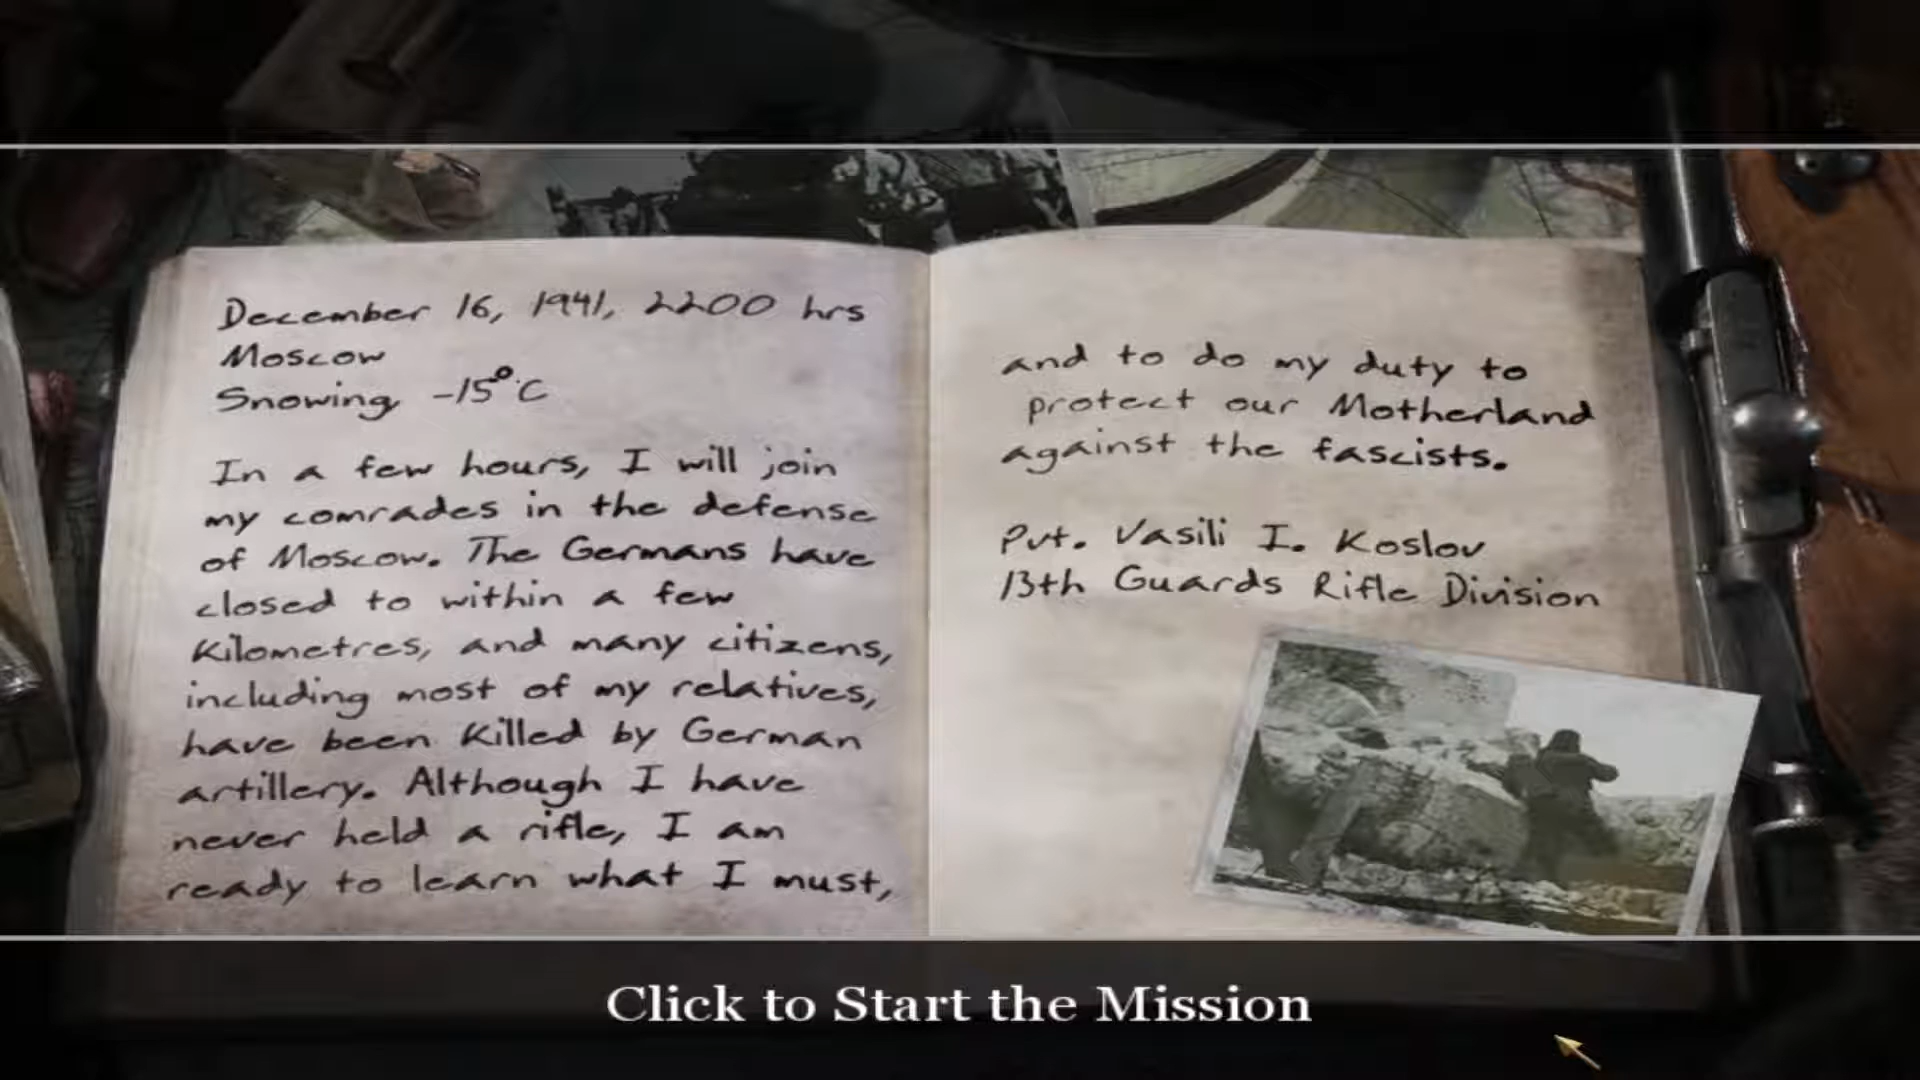 December 16, 1941, 2200 hrs
Moscow
Snowing -15°C
In a few hours, I will join
my comrades in the defense
of Moscow. The Germans have
closed to within a few
Kilometres, and many citizens,
including most of my relatives,
have been killed by German
artillery. Although I have
never held a rifle, I am
ready to learn what I must,
and to do my duty to
protect our Motherland
against the fascists.
Pvt. Vasili I. Koslov
13th Guards Rifle Division
Click to Start the Mission